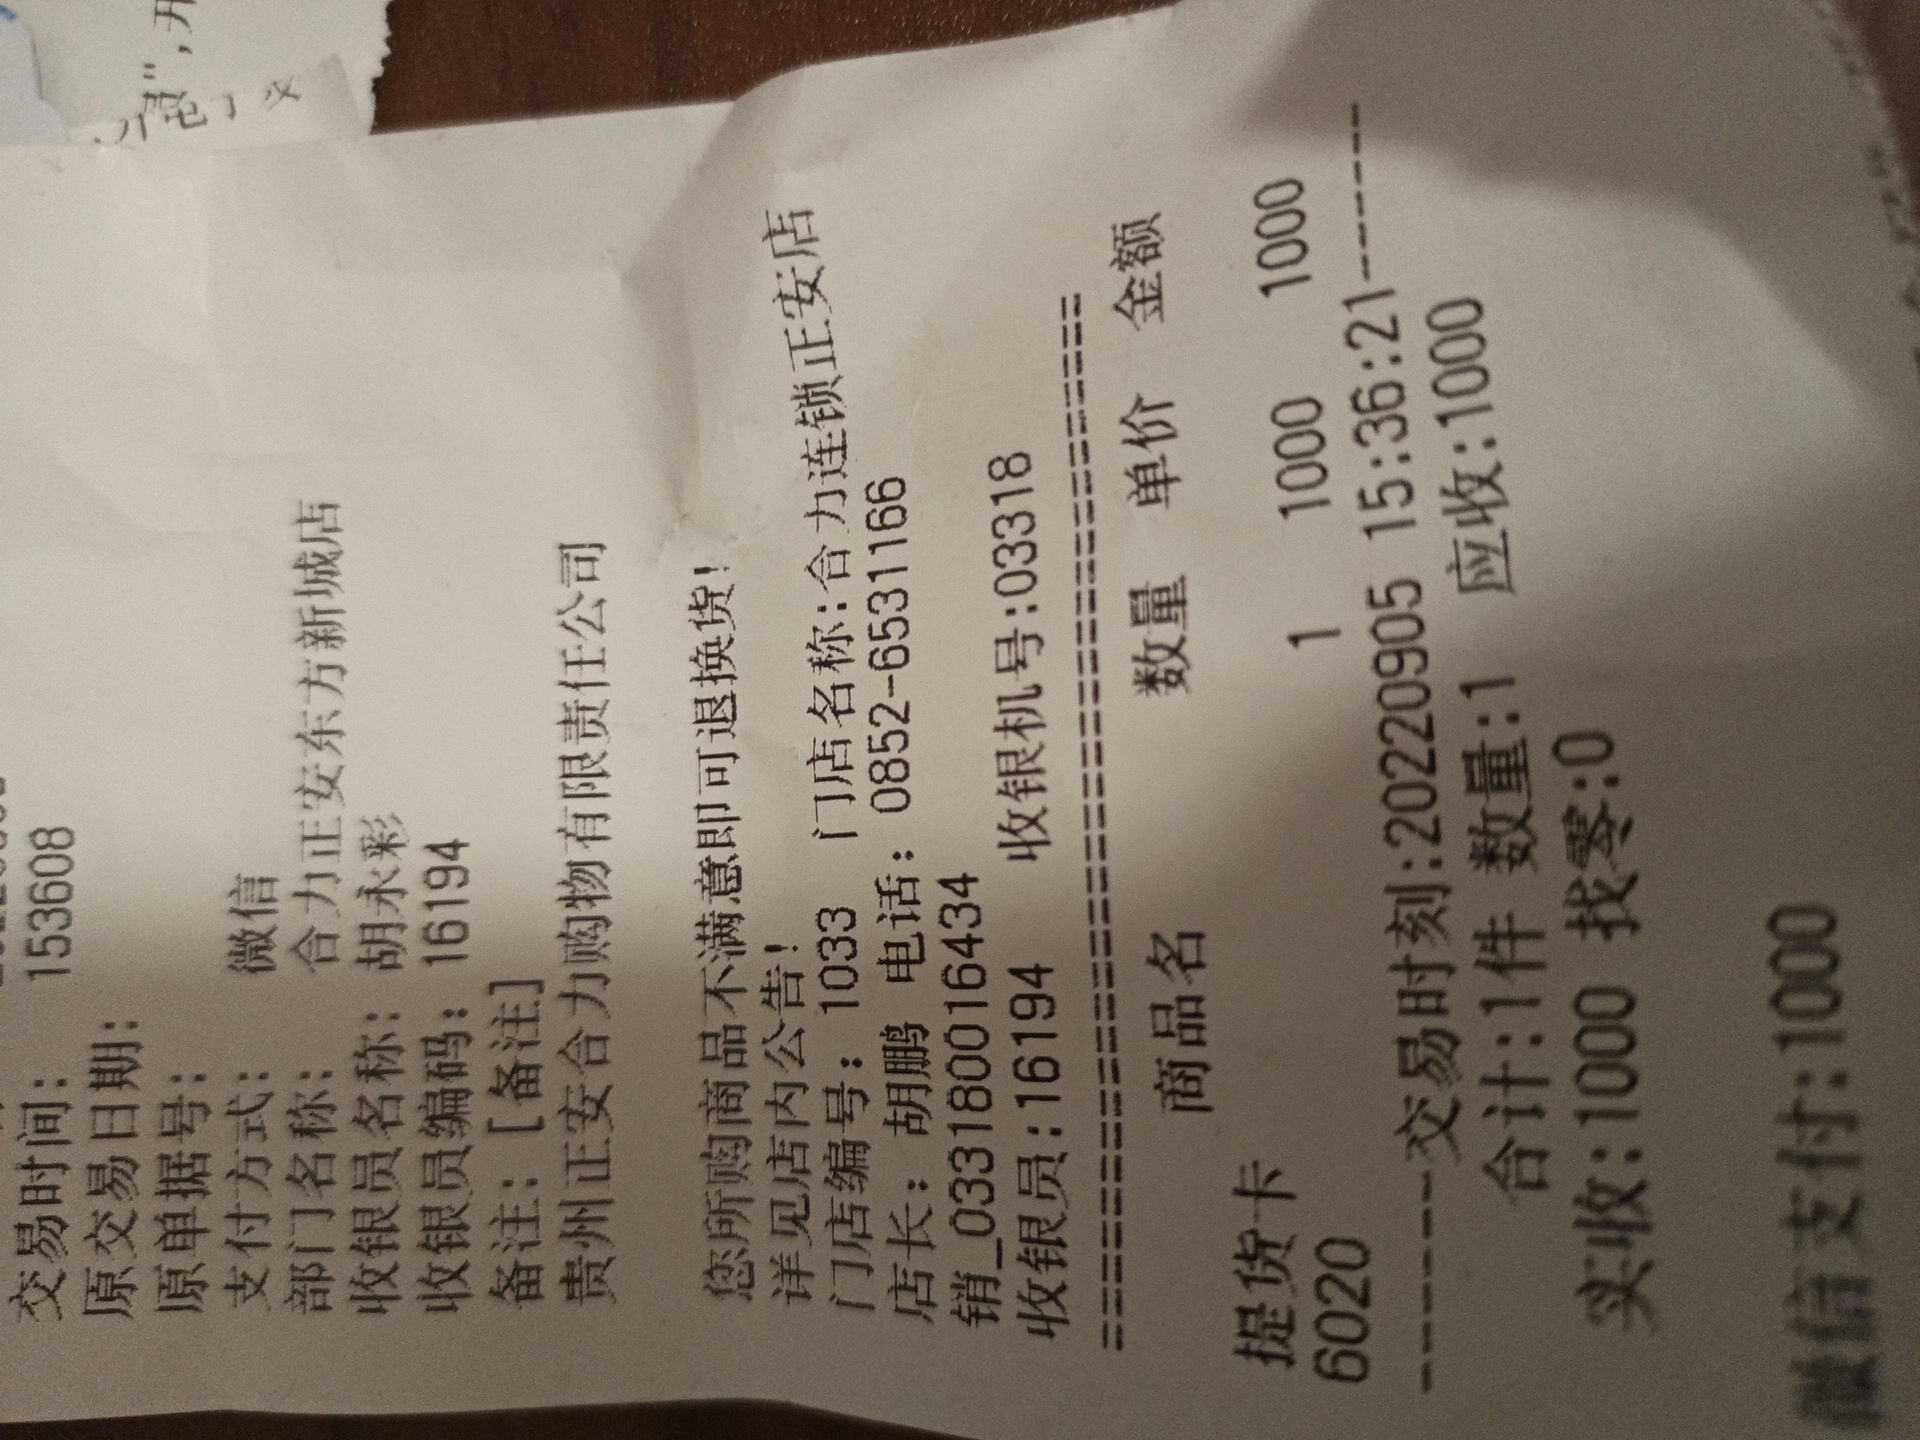 交易时间: 153608
原交易日期:
原单据号:
支付方式: 微信
部门名称: 合力正安东方新城店
收银员名称: 胡永彩
收银员编码: 16194
备注: [备注]
贵州正安合力购物有限责任公司
您所购商品不满意即可退换货!
详见店内公告!
门店编号: 1033 门店名称:合力连锁正安店
店长: 胡鹏 电话: 0852-6531166
销_033180016434
收银员:16194 收银机号:03318
==========================================
商品名 数量 单价 金额
提货卡 1 1000 1000
6020
--------交易时刻:20220905 15:36:21--------
合计:1件 数量:1 应收:1000
实收:1000 找零:0
微信支付:1000